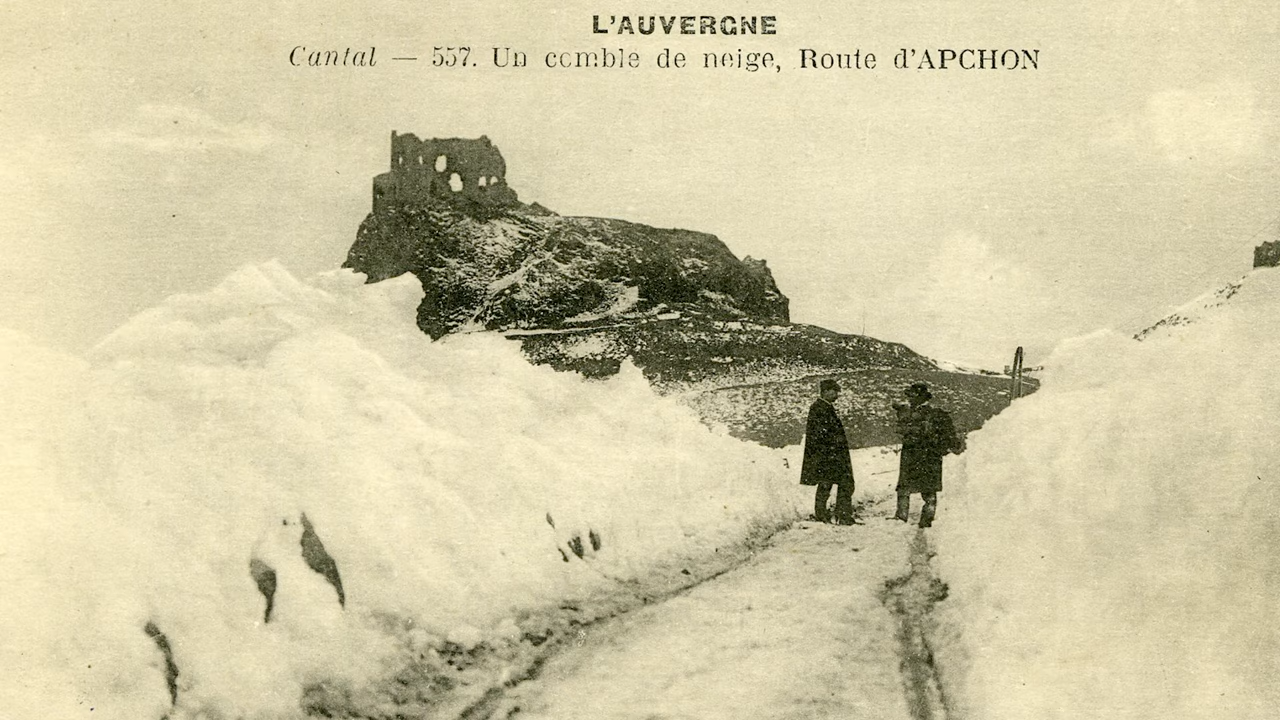 L'AUVERGNE
Cantal — 557. Un comble de neige, Route d'APCHON